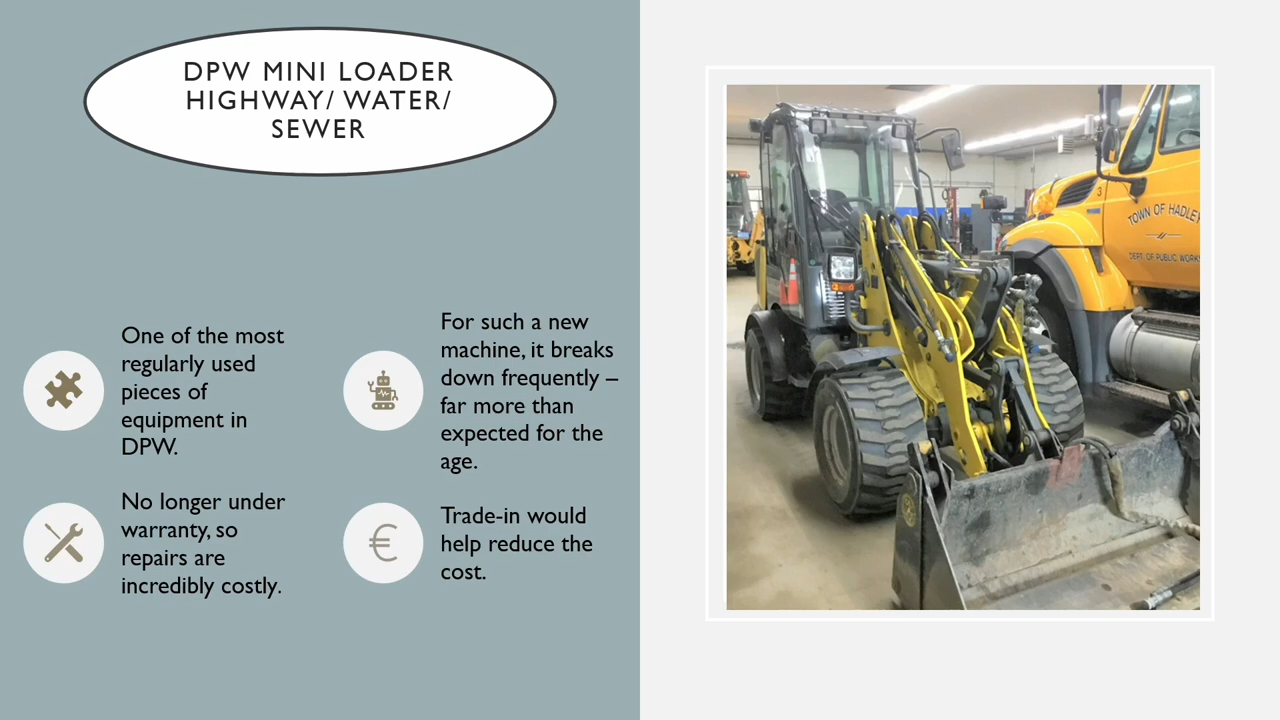 DPW MINI LOADER
HIGHWAY/ WATER/
SEWER
One of the most
regularly used
pieces of
equipment in
DPW.
For such a new
machine, it breaks
down frequently –
far more than
expected for the
age.
No longer under
warranty, so
repairs are
incredibly costly.
€
Trade-in would
help reduce the
cost.
3
TOWN OF HADLEY
DEPT. OF PUBLIC WORKS